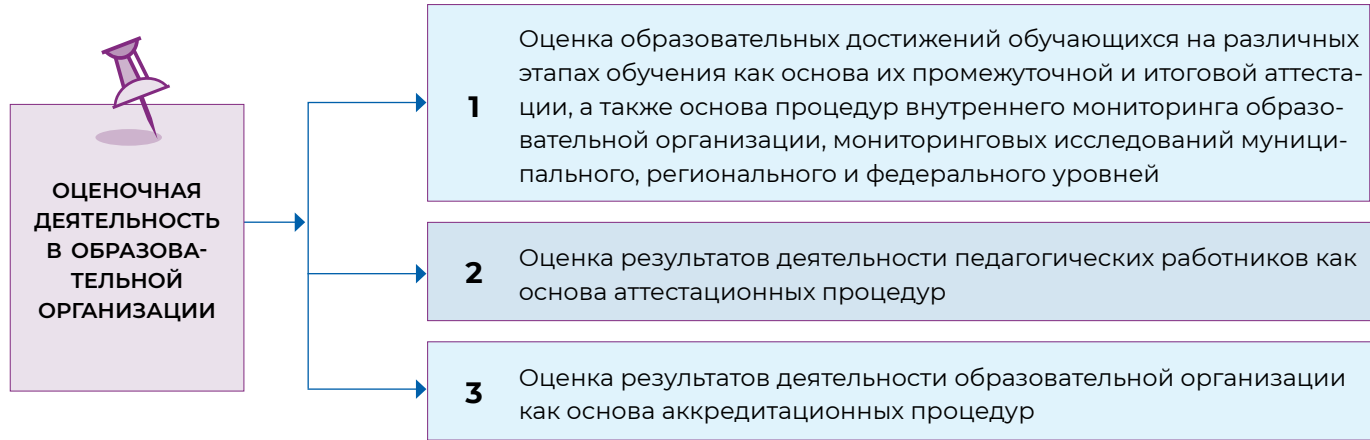 ОЦЕНОЧНАЯ
ДЕЯТЕЛЬНОСТЬ
В ОБРАЗОВА-
ТЕЛЬНОЙ
ОРГАНИЗАЦИИ
1
Оценка образовательных достижений обучающихся на различных
этапах обучения как основа их промежуточной и итоговой аттеста-
ции, а также основа процедур внутреннего мониторинга образо-
вательной организации, мониторинговых исследований муници-
пального, регионального и федерального уровней
2
Оценка результатов деятельности педагогических работников как
основа аттестационных процедур
3
Оценка результатов деятельности образовательной организации
как основа аккредитационных процедур